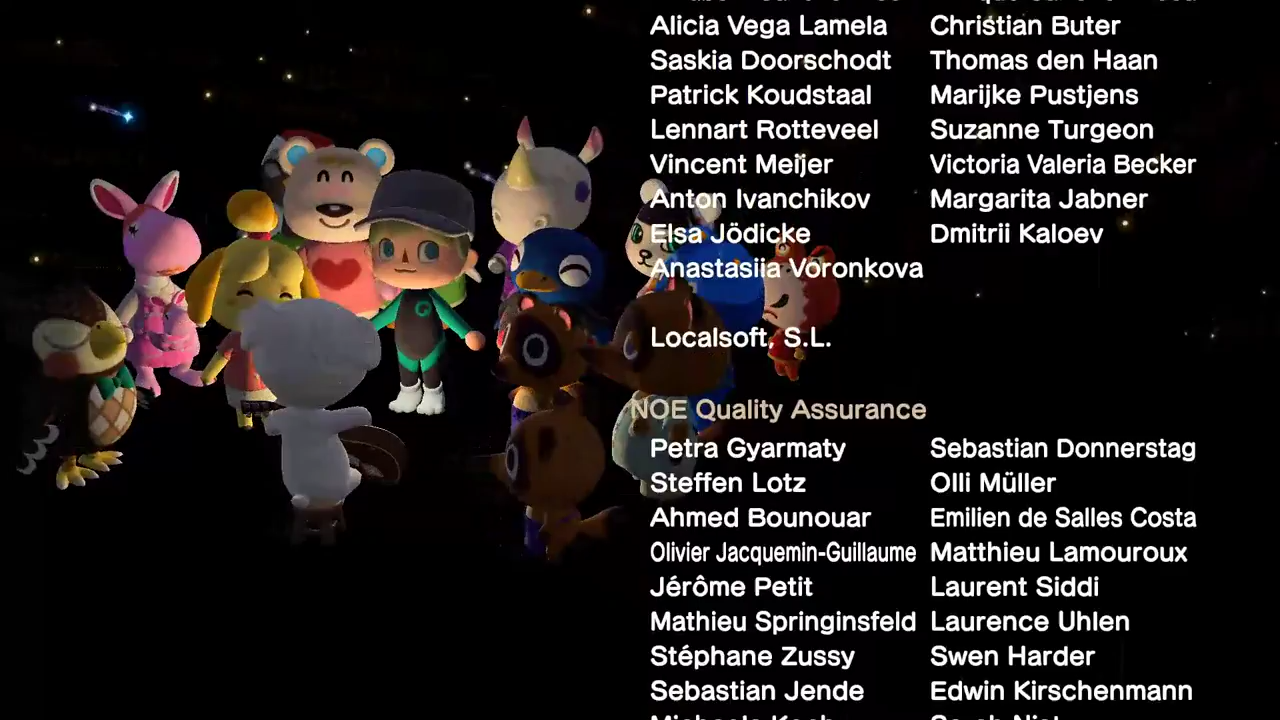 Alicia Vega Lamela Christian Buter
Saskia Doorschodt Thomas den Haan
Patrick Koudstaal Marijke Pustjens
Lennart Rotteveel Suzanne Turgeon
Vincent Meijer Victoria Valeria Becker
Anton Ivanchikov Margarita Jabner
Elsa Jödicke Dmitrii Kaloev
Anastasiia Voronkova
Localsoft, S.L.
NOE Quality Assurance
Petra Gyarmaty Sebastian Donnerstag
Steffen Lotz Olli Müller
Ahmed Bounouar Emilien de Salles Costa
Olivier Jacquemin-Guillaume Matthieu Lamouroux
Jérôme Petit Laurent Siddi
Mathieu Springinsfeld Laurence Uhlen
Stéphane Zussy Swen Harder
Sebastian Jende Edwin Kirschenmann